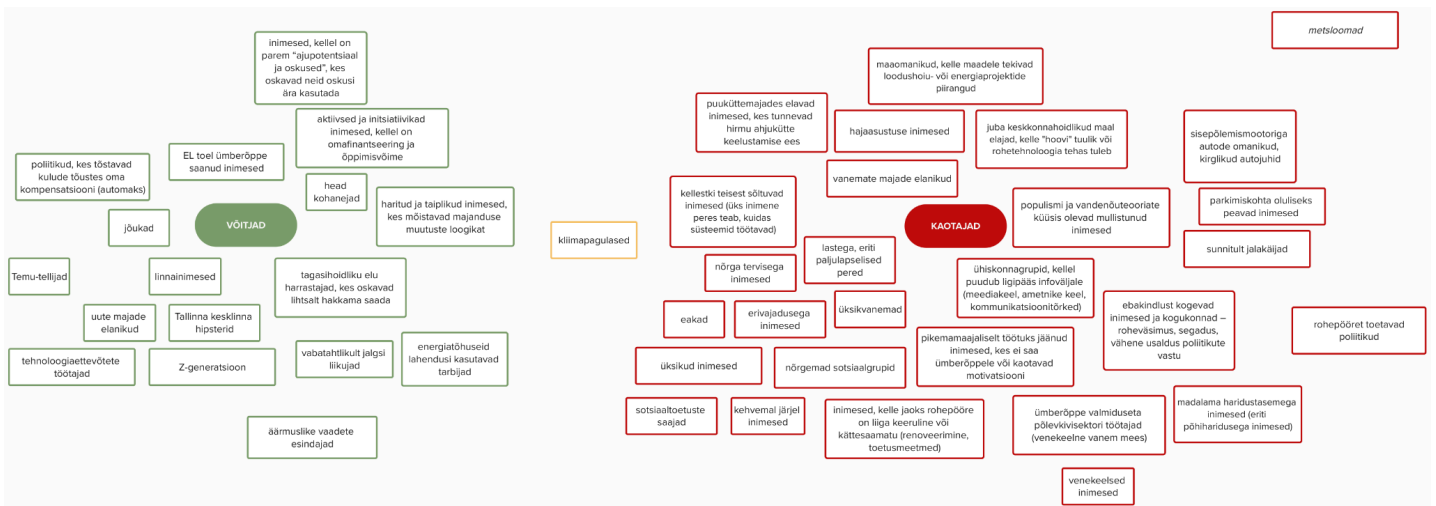 inimesed, kellel on
parem "ajupotentsiaal
ja oskused", kes
oskavad neid oskusi
ära kasutada
aktiivsed ja initsiatiivikad
inimesed, kellel on
omafinantseering ja
õppimisvõime
EL toel ümberõppe
saanud inimesed
poliitikud, kes tõstavad
kulude tõustes oma
kompensatsiooni (automaks)
head
kohanejad
haritud ja taiplikud inimesed,
kes mõistavad majanduse
muutuste loogikat
jõukad
VÕITJAD
Temu-tellijad
linnainimesed
tagasihoidliku elu
harrastajad, kes oskavad
lihtsalt hakkama saada
uute majade
elanikud
Tallinna kesklinna
hipsterid
tehnoloogiaettevõtete
töötajad
Z-generatsioon
vabatahtlikult jalgsi
liikujad
energiatõhuseid
lahendusi kasutavad
tarbijad
äärmuslike vaadete
esindajad
kliimapagulased
metsloomad
maaomanikud, kelle maadele tekivad
loodushoiu- või energiaprojektide
piirangud
puuküttemajades elavad
inimesed, kes tunnevad
hirmu ahjukütte
keelustamise ees
hajaasustuse inimesed
juba keskkonnahoidlikud maal
elajad, kelle "hoovi" tuulik või
rohetehnoloogia tehas tuleb
sisepõlemismootoriga
autode omanikud,
kirglikud autojuhid
vanemate majade elanikud
kellestki teisest sõltuvad
inimesed (üks inimene
peres teab, kuidas
süsteemid töötavad)
KAOTAJAD
populismi ja vandenõuteooriate
küüsis olevad mullistunud
inimesed
parkimiskohta oluliseks
peavad inimesed
sunnitult jalakäijad
lastega, eriti
paljulapselised
pered
nõrga tervisega
inimesed
ühiskonnagrupid, kellel
puudub ligipääs infoväljale
(meediakeel, ametnike keel,
kommunikatsioonitõrked)
ebakindlust kogevad
inimesed ja kogukonnad –
roheväsimus, segadus,
vähene usaldus poliitikute
vastu
rohepööret toetavad
poliitikud
eakad
erivajadusega
inimesed
üksikvanemad
pikemamaajaliselt töötuks jäänud
inimesed, kes ei saa
ümberõppele või kaotavad
motivatsiooni
üksikud inimesed
nõrgemad sotsiaalgrupid
sotsiaaltoetuste
saajad
kehvemal järjel
inimesed
inimesed, kelle jaoks rohepööre
on liiga keeruline või
kättesaamatu (renoveerimine,
toetusmeetmed)
ümberõppe valmiduseta
põlevkivisektori töötajad
(venekeelne vanem mees)
madalama haridustasemega
inimesed (eriti
põhiharidusega inimesed)
venekeelsed
inimesed